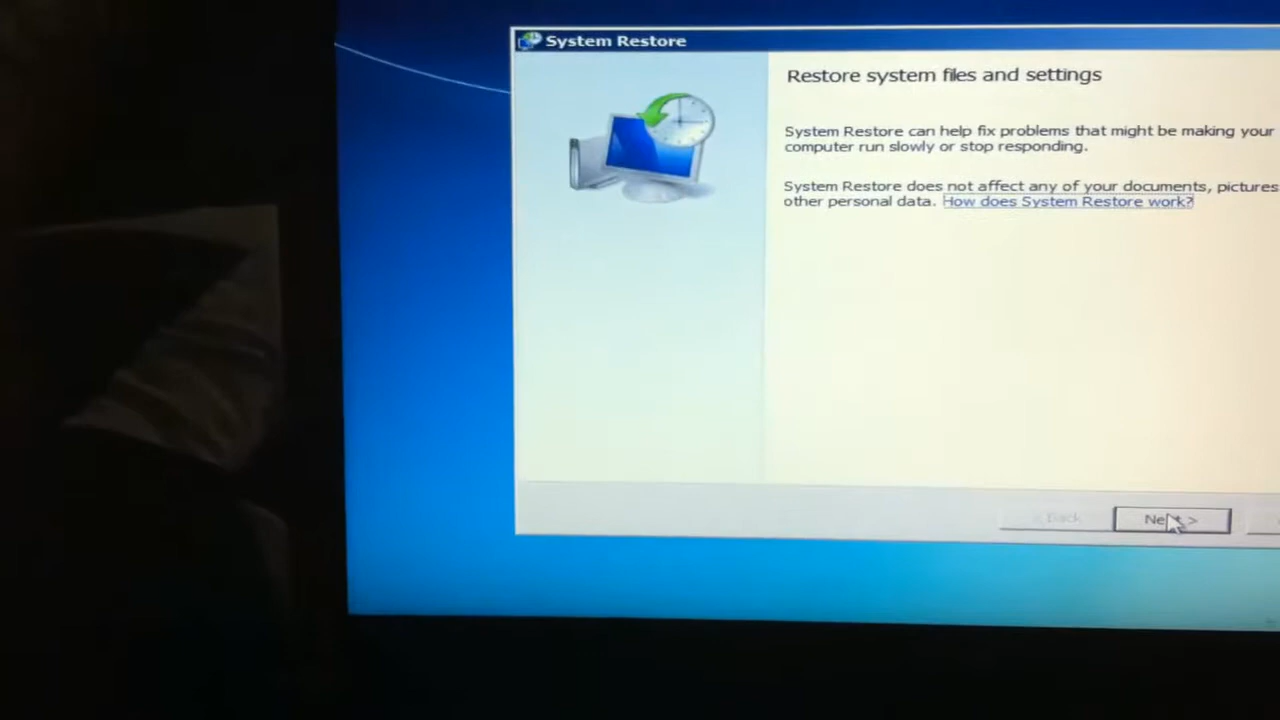 System Restore
Restore system files and settings
System Restore can help fix problems that might be making your
computer run slowly or stop responding.
System Restore does not affect any of your documents, pictures
other personal data. How does System Restore work?
< Back
Next >